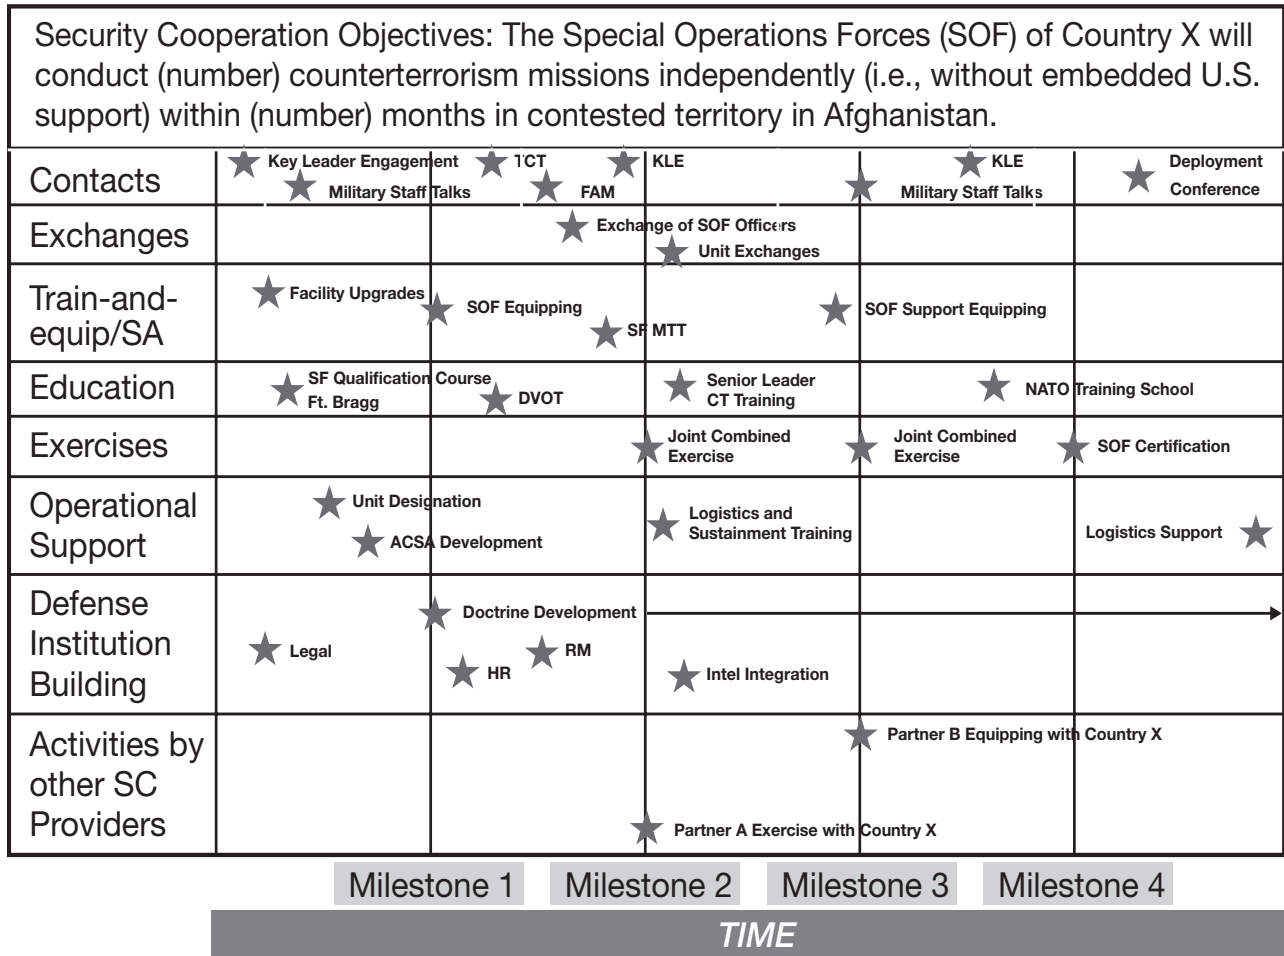 Security Cooperation Objectives: The Special Operations Forces (SOF) of Country X will
conduct (number) counterterrorism missions independently (i.e., without embedded U.S.
support) within (number) months in contested territory in Afghanistan.
Contacts
Key Leader Engagement
TCT
KLE
KLE
Deployment
Conference
Military Staff Talks
FAM
Military Staff Talks
Exchanges
Exchange of SOF Officers
Unit Exchanges
Train-and-
equip/SA
Facility Upgrades
SOF Equipping
SF MTT
SOF Support Equipping
Education
SF Qualification Course
Ft. Bragg
DVOT
Senior Leader
CT Training
NATO Training School
Exercises
Joint Combined
Exercise
Joint Combined
Exercise
SOF Certification
Operational
Support
Unit Designation
ACSA Development
Logistics and
Sustainment Training
Logistics Support
Defense
Institution
Building
Doctrine Development
Legal
HR
RM
Intel Integration
Activities by
other SC
Providers
Partner B Equipping with Country X
Partner A Exercise with Country X
Milestone 1
Milestone 2
Milestone 3
Milestone 4
TIME